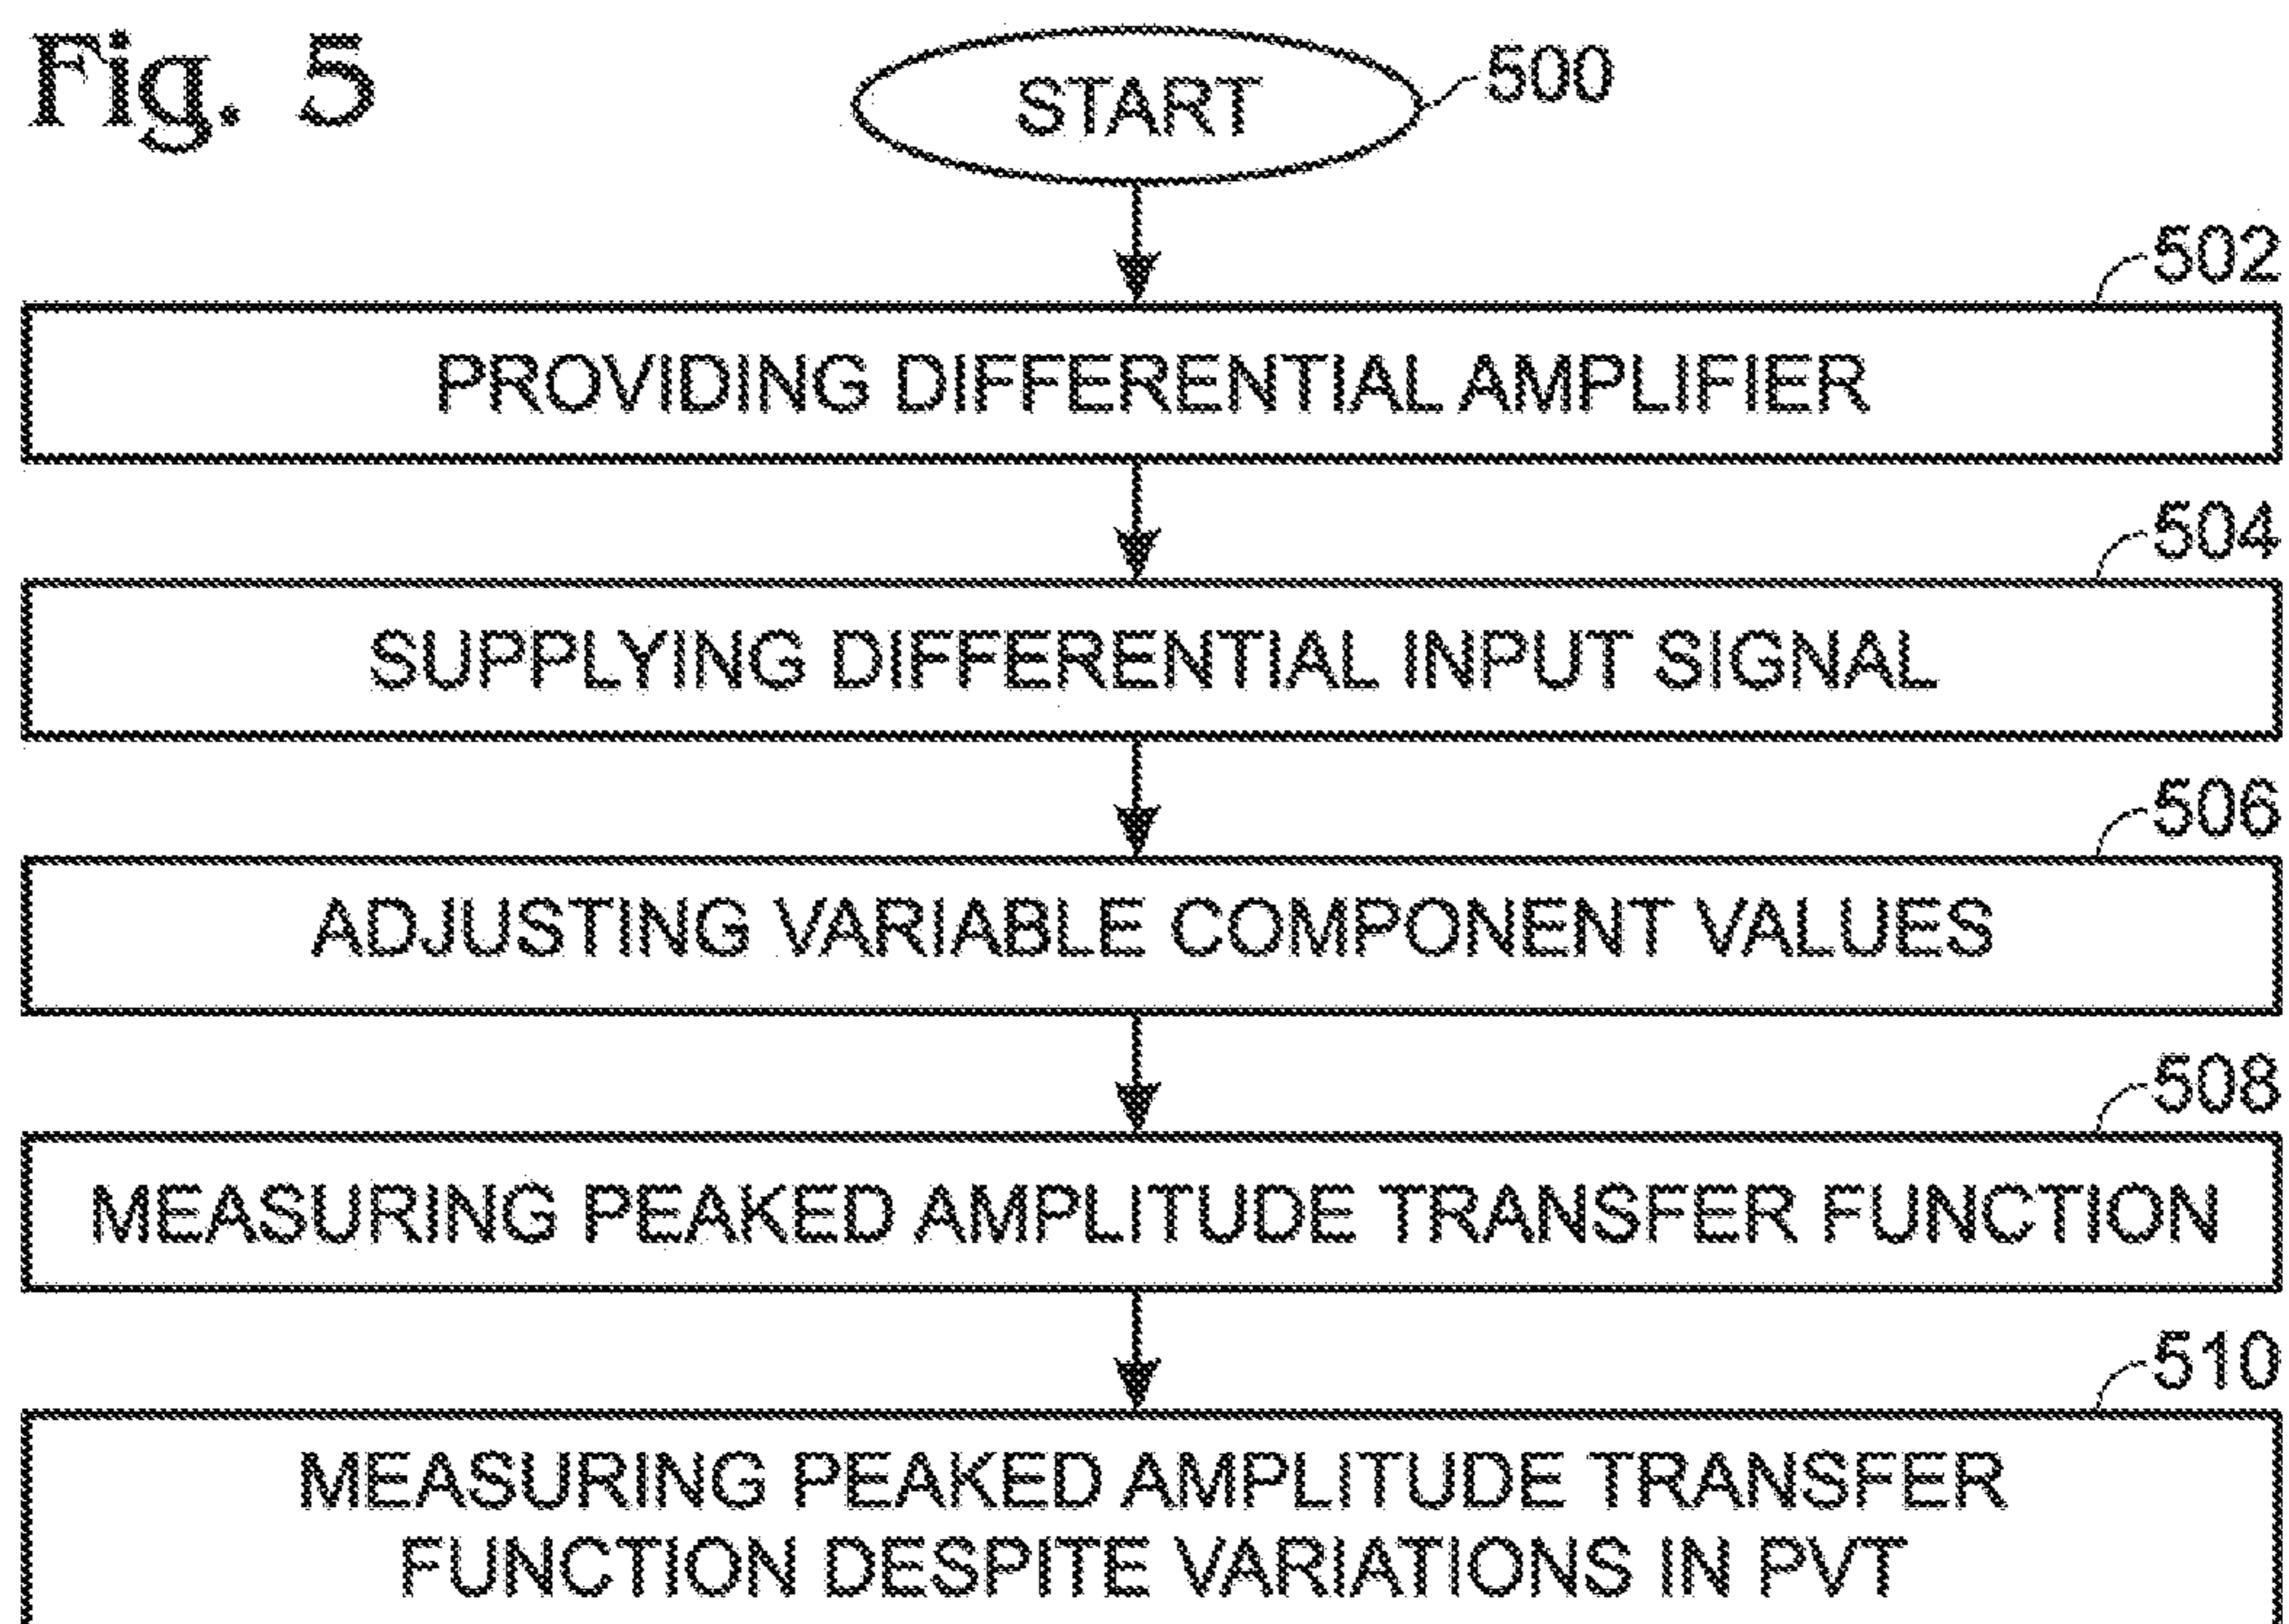 Fig. 5
START
500
502
PROVIDING DIFFERENTIAL AMPLIFIER
504
SUPPLYING DIFFERENTIAL INPUT SIGNAL
506
ADJUSTING VARIABLE COMPONENT VALUES
508
MEASURING PEAKED AMPLITUDE TRANSFER FUNCTION
510
MEASURING PEAKED AMPLITUDE TRANSFER
FUNCTION DESPITE VARIATIONS IN PVT